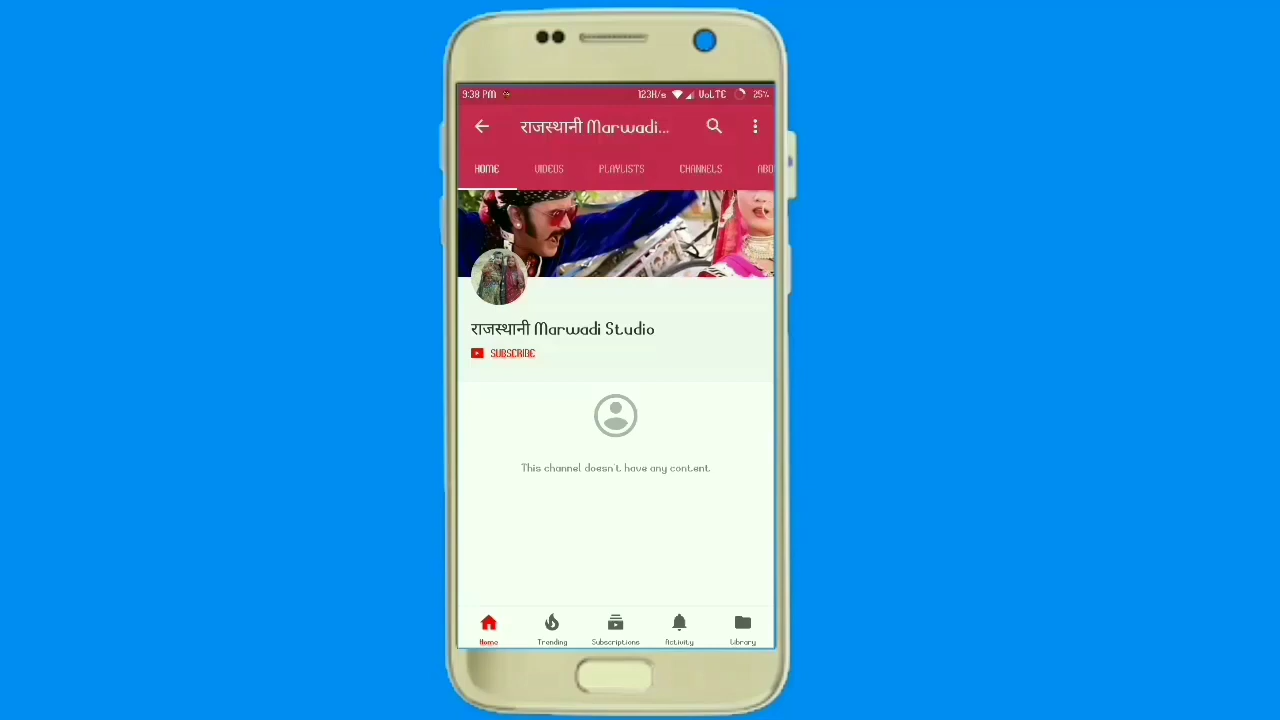 9:38 PM 123K/s VoLTE 25%
राजस्थानी Marwadi...
HOME VIDEOS PLAYLISTS CHANNELS ABO
राजस्थानी Marwadi Studio
SUBSCRIBE
This channel doesn't have any content.
Home Trending Subscriptions Activity Library